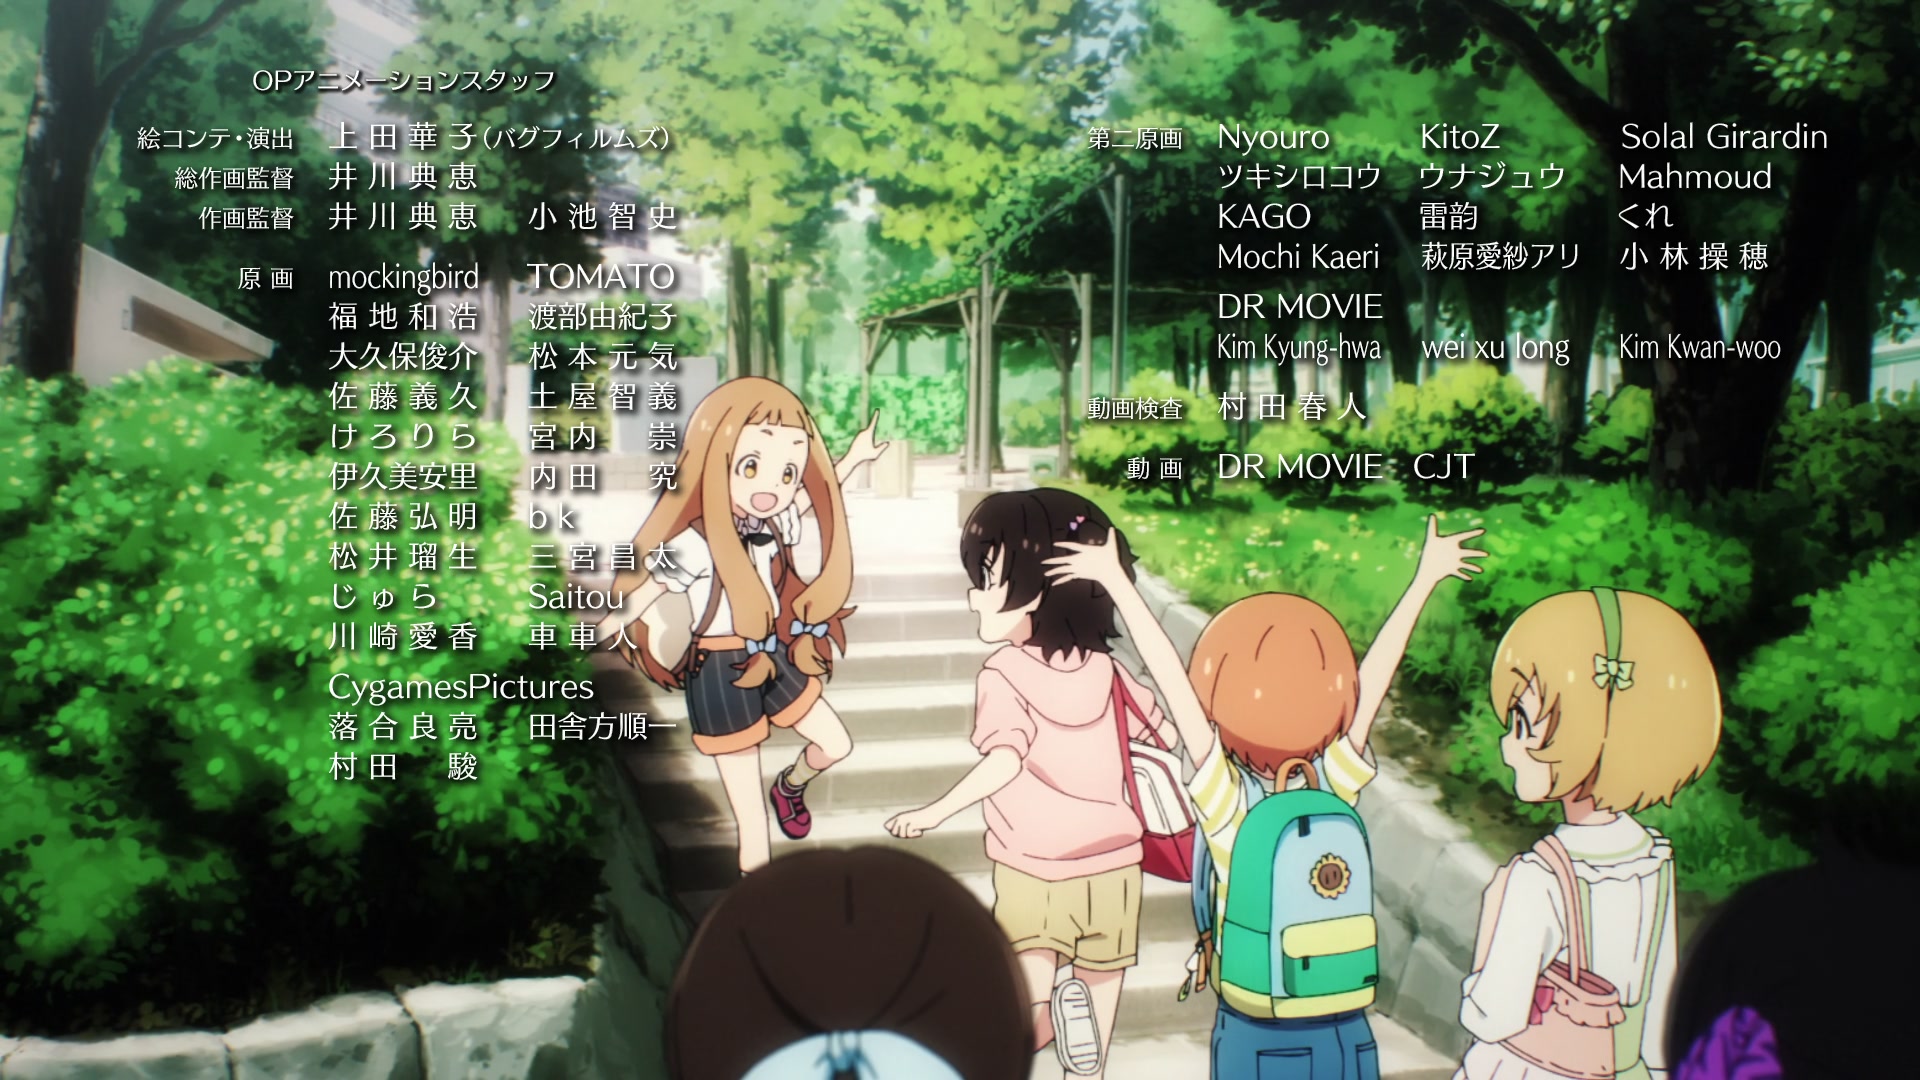 OPアニメーションスタッフ
絵コンテ・演出 上田華子(バグフィルムズ)
総作画監督 井川典恵
作画監督 井川典恵 小池智史
原画 mockingbird TOMATO
福地和浩 渡部由紀子
大久保俊介 松本元気
佐藤義久 土屋智義
けろりら 宮内崇
伊久美安里 内田究
佐藤弘明 bk
松井瑠生 三宮昌太
じゅら Saitou
川崎愛香 車車人
CygamesPictures
落合良亮 田舎方順一
村田駿
第二原画 Nyouro KitoZ Solal Girardin
ツキシロコウ ウナジュウ Mahmoud
KAGO 雷韵 くれ
Mochi Kaeri 萩原愛紗アリ 小林操穂
DR MOVIE
Kim Kyung-hwa wei xu long Kim Kwan-woo
動画検査 村田春人
動画 DR MOVIE CJT